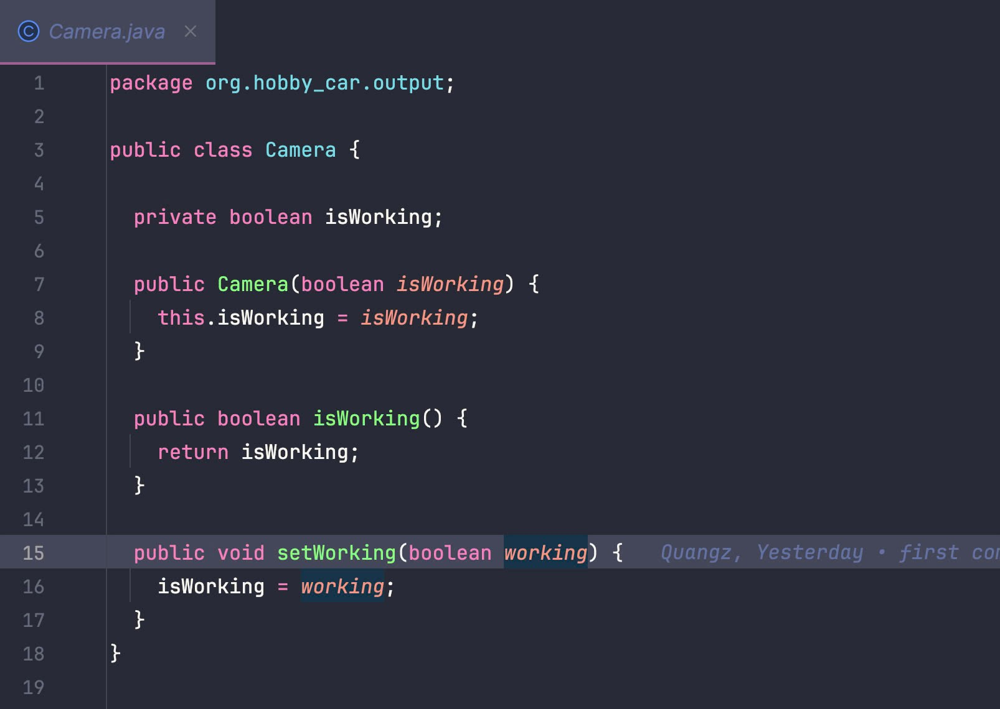 Camera.java
1 package org.hobby_car.output;
2
3 public class Camera {
4
5   private boolean isWorking;
6
7   public Camera(boolean isWorking) {
8     this.isWorking = isWorking;
9   }
10
11   public boolean isWorking() {
12     return isWorking;
13   }
14
15   public void setWorking(boolean working) {   Quangz, Yesterday • first
16     isWorking = working;
17   }
18 }
19